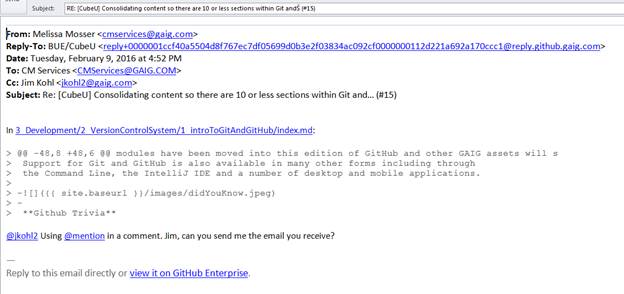 RE: [CubeU] Consolidating content so there are 10 or less sections within Git andŠ (#15)
From: Melissa Mosser <cmservices@gaig.com>
Reply-To: BUE/CubeU <reply+0000001ccf40a5504d8f767ec7df05699d0b3e2f03834ac092cf0000000112d221a692a170ccc1@reply.github.gaig.com>
Date: Tuesday, February 9, 2016 at 4:52 PM
To: CM Services <CMServices@GAIG.COM>
Cc: Jim Kohl <jkohl2@gaig.com>
Subject: Re: [CubeU] Consolidating content so there are 10 or less sections within Git and... (#15)
In 3_Development/2_VersionControlSystem/1_introToGitAndGitHub/index.md:
> @@ -48,8 +48,6 @@ modules have been moved into this edition of GitHub and other GAIG assets will s
> Support for Git and GitHub is also available in many other forms including through
> the Command Line, the IntelliJ IDE and a number of desktop and mobile applications.
>
> -![]({{ site.baseurl }}/images/didYouKnow.jpeg)
> -
> **Github Trivia**
@jkohl2 Using @mention in a comment. Jim, can you send me the email you receive?
—
Reply to this email directly or view it on GitHub Enterprise.